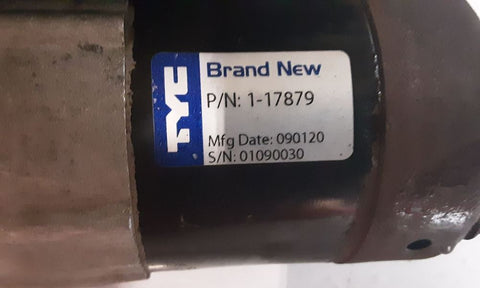 TYC
Brand New
P/N: 1-17879
Mfg Date: 090120
S/N: 01090030